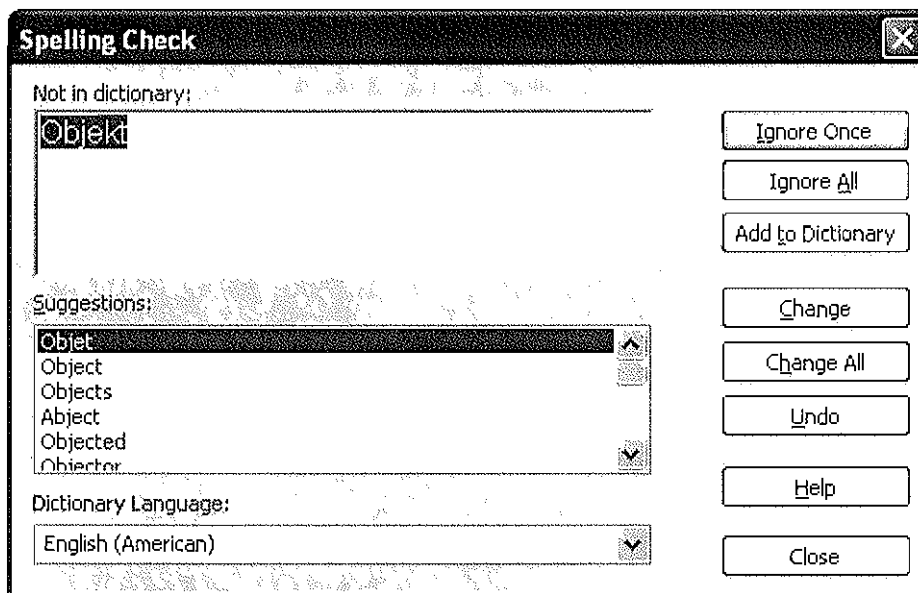 Spelling Check
Not in dictionary:
Objekt
Ignore Once
Ignore All
Add to Dictionary
Suggestions:
Objet
Object
Objects
Abject
Objected
Objector
Change
Change All
Undo
Help
Dictionary Language:
English (American)
Close